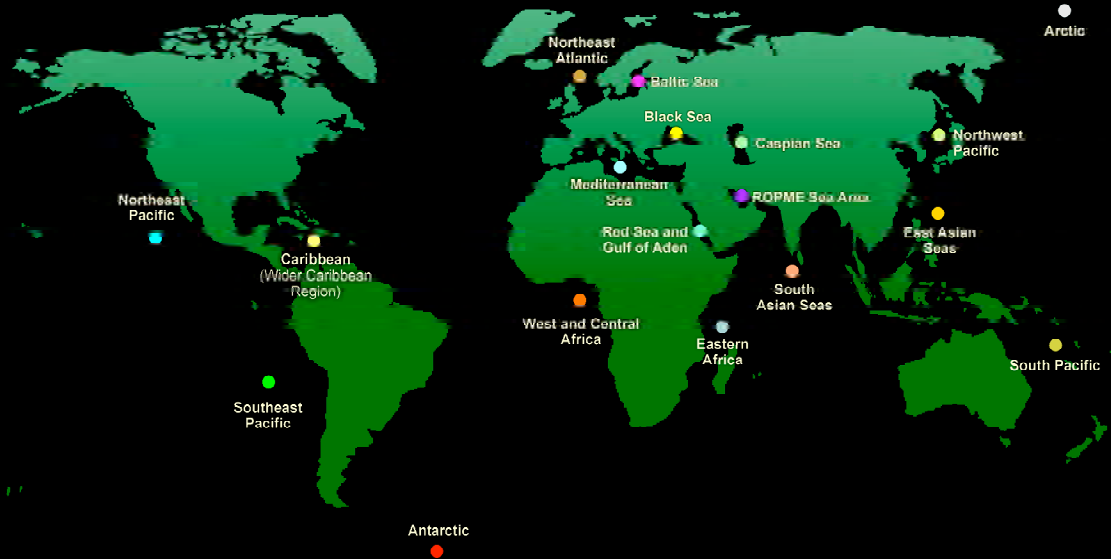 Arctic
Northeast
Atlantic
Baltic Sea
Black Sea
Northwest
Pacific
Caspian Sea
Mediterranean
Sea
ROPME Sea Area
Northeast
Pacific
Red Sea and
Gulf of Aden
East Asian
Seas
Caribbean
(Wider Caribbean
Region)
South
Asian Seas
West and Central
Africa
Eastern
Africa
South Pacific
Southeast
Pacific
Antarctic